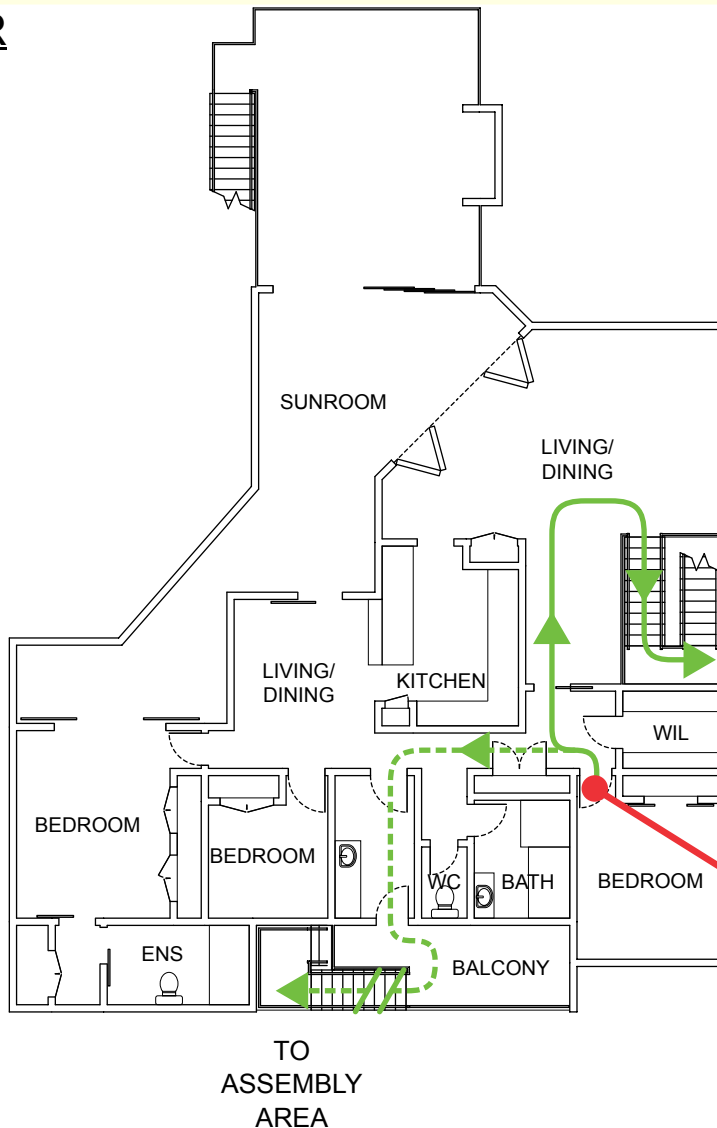 R
SUNROOM
LIVING/
DINING
LIVING/
DINING
KITCHEN
WIL
BEDROOM
BEDROOM
WC
BATH
BEDROOM
ENS
BALCONY
TO
ASSEMBLY
AREA